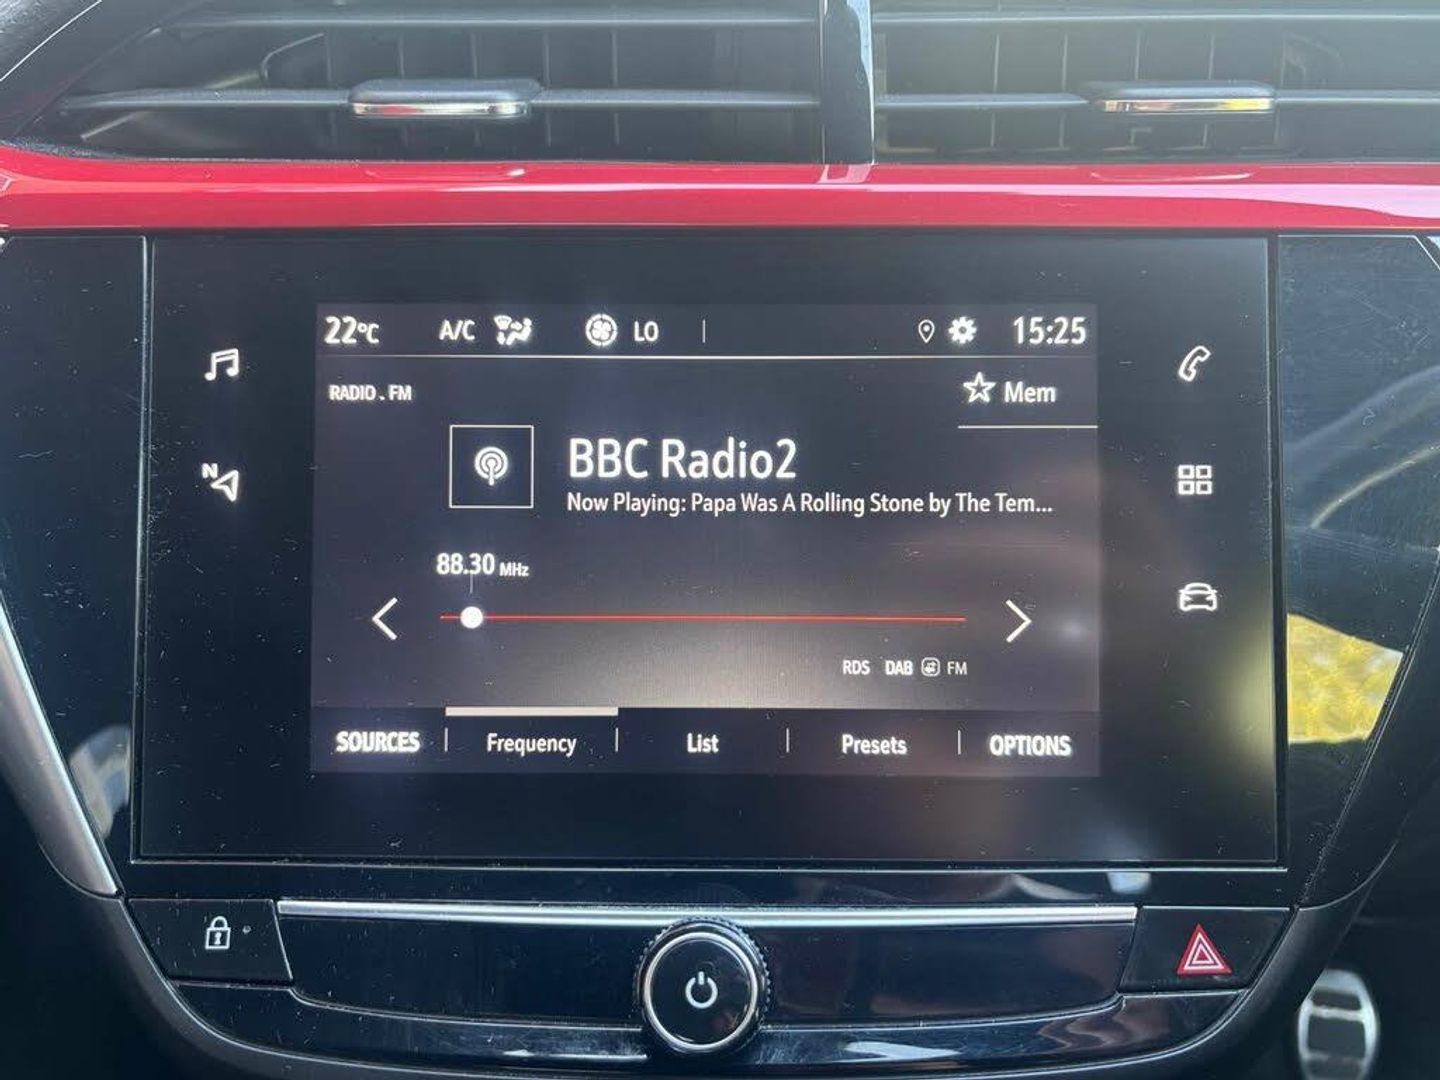 22°C A/C LO 15:25
RADIO . FM
Mem
N
BBC Radio2
Now Playing: Papa Was A Rolling Stone by The Tem...
88.30 MHz
RDS DAB FM
SOURCES Frequency List Presets OPTIONS